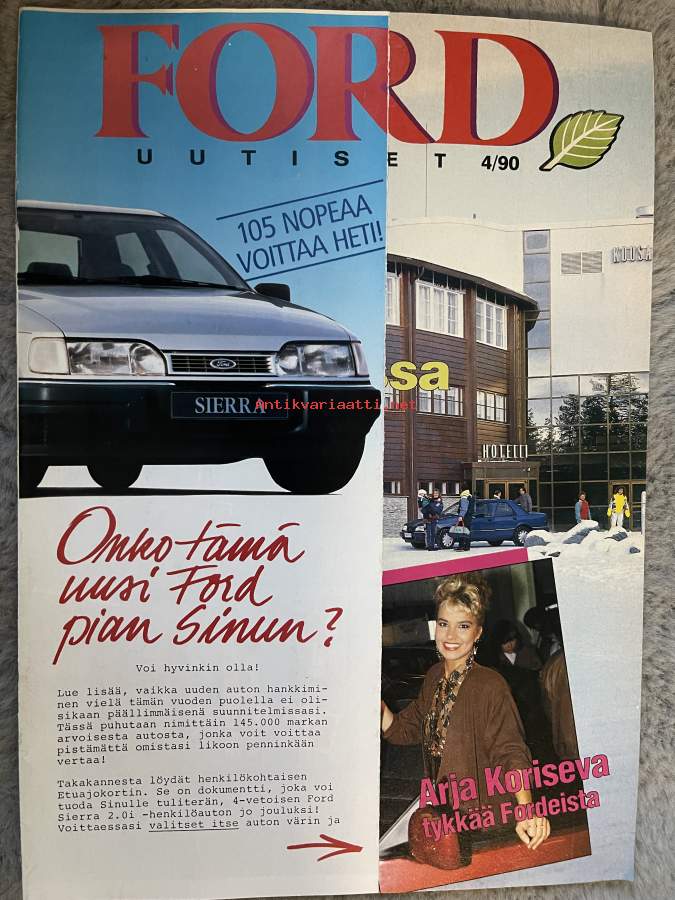 FORD
UUTISET 4/90
105 NOPEAA
VOITTAA HETI!
Ford
SIERRA
ssa
HOTELLI
Antikvariaatti.net
Onko tämä
uusi Ford
pian Sinun?
Voi hyvinkin olla!
Lue lisää, vaikka uuden auton hankkimi-
nen vielä tämän vuoden puolella ei oli-
sikaan päällimmäisenä suunnitelmissasi.
Tässä puhutaan nimittäin 145.000 markan
arvoisesta autosta, jonka voit voittaa
pistämättä omistasi likoon penninkään
vertaa!
Takakannesta löydät henkilökohtaisen
Etuajokortin. Se on dokumentti, joka voi
tuoda Sinulle tuliterän, 4-vetoisen Ford
Sierra 2.0i -henkilöauton jo jouluksi!
Voittaessasi valitset itse auton värin ja
Arja Koriseva
tykkää Fordeista